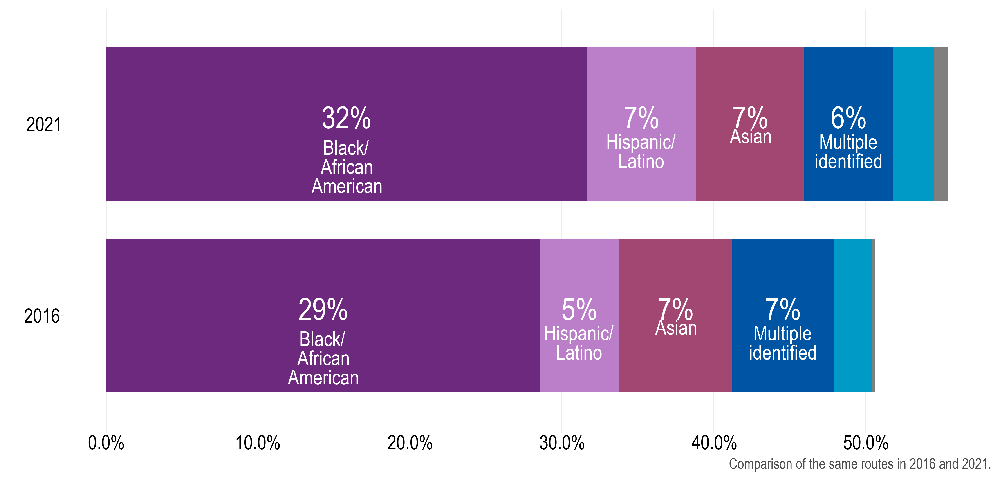 2021
32%
Black/
African
American
7%
Hispanic/
Latino
7%
Asian
6%
Multiple
identified
2016
29%
Black/
African
American
5%
Hispanic/
Latino
7%
Asian
7%
Multiple
identified
0.0% 10.0% 20.0% 30.0% 40.0% 50.0%
Comparison of the same routes in 2016 and 2021.